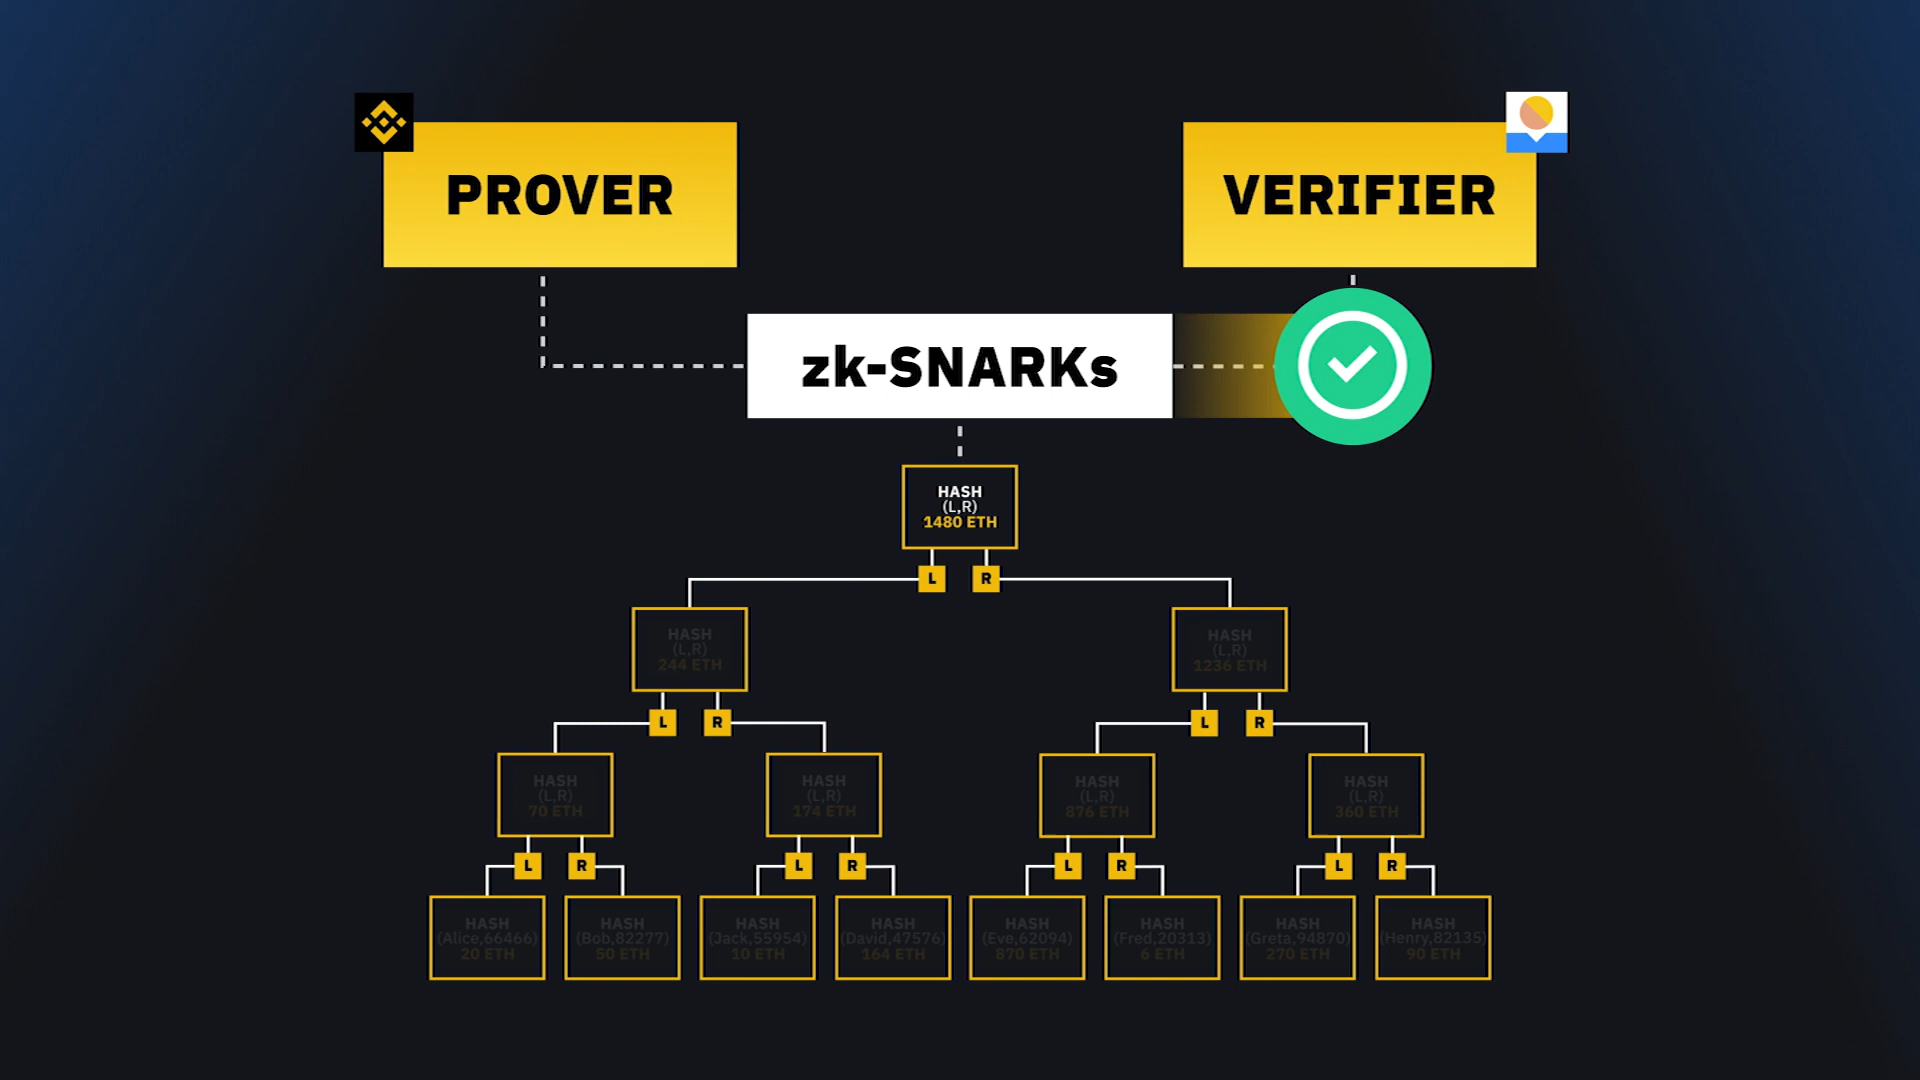 PROVER
VERIFIER
zk-SNARKs
HASH
(L,R)
1480 ETH
L
R
HASH
(L,R)
244 ETH
HASH
(L,R)
1236 ETH
L
R
L
R
HASH
(L,R)
70 ETH
HASH
(L,R)
174 ETH
HASH
(L,R)
876 ETH
HASH
(L,R)
360 ETH
L
R
L
R
L
R
L
R
HASH
(Alice,66466)
20 ETH
HASH
(Bob,82277)
50 ETH
HASH
(Jack,55954)
10 ETH
HASH
(David,47576)
164 ETH
HASH
(Eve,62094)
870 ETH
HASH
(Fred,20313)
6 ETH
HASH
(Greta,94870)
270 ETH
HASH
(Henry,82135)
90 ETH